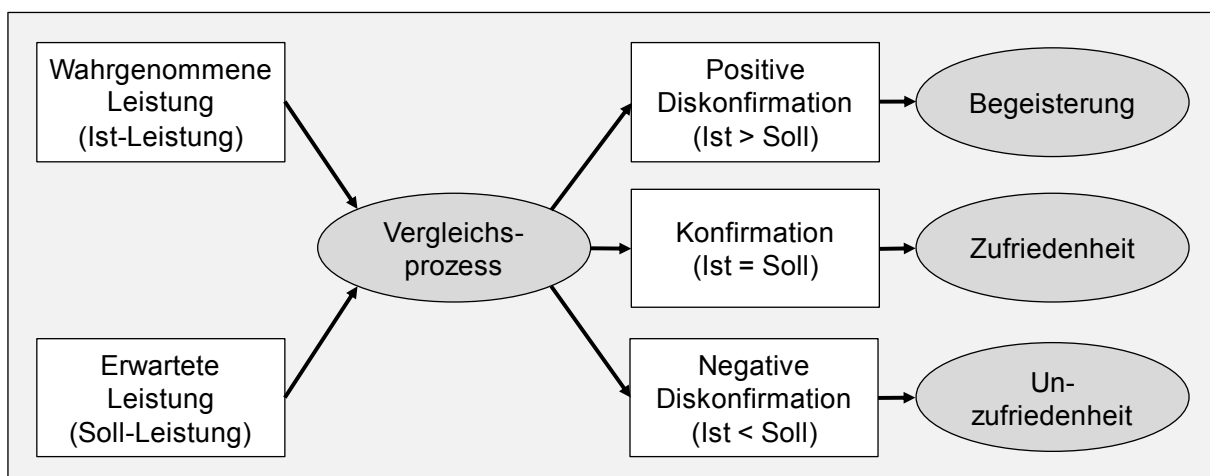 Wahrgenommene
Leistung
(Ist-Leistung)
Erwartete
Leistung
(Soll-Leistung)
Vergleichs-
prozess
Positive
Diskonfirmation
(Ist > Soll)
Konfirmation
(Ist = Soll)
Negative
Diskonfirmation
(Ist < Soll)
Begeisterung
Zufriedenheit
Un-
zufriedenheit